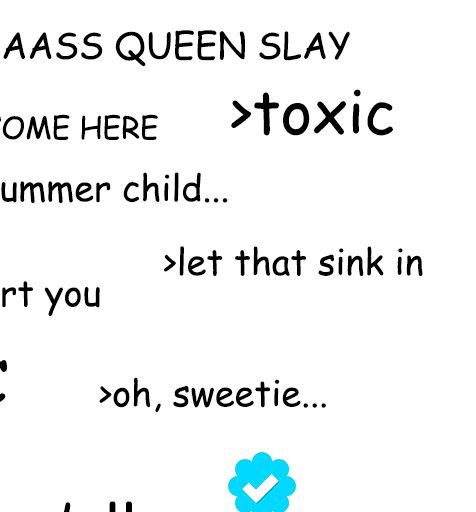 AASS QUEEN SLAY
>toxic
OME HERE
ummer child...
>let that sink in
rt you
>oh, sweetie...